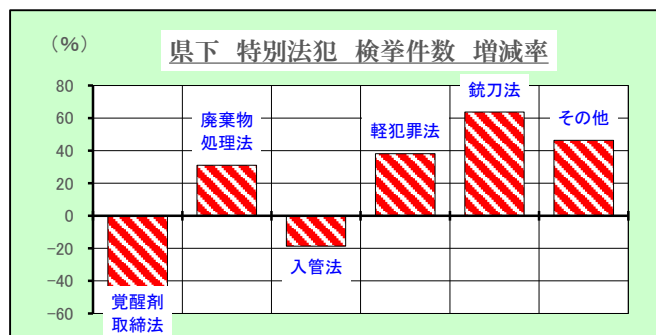 (%)
県下 特別法犯 検挙件数 増減率
80
60
40
20
0
−20
−40
−60
覚醒剤
取締法
廃棄物
処理法
入管法
軽犯罪法
銃刀法
その他